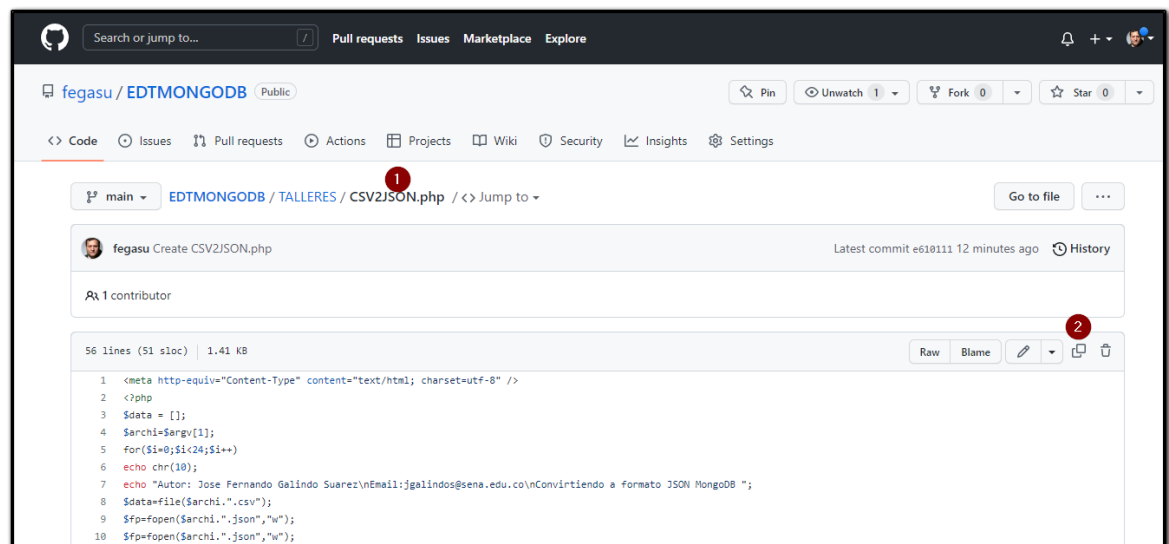 Search or jump to... / Pull requests Issues Marketplace Explore
fegasu / EDTMONGODB Public Pin Unwatch 1 Fork 0 Star 0
<> Code Issues Pull requests Actions Projects Wiki Security Insights Settings
1
main EDTMONGODB / TALLERES / CSV2JSON.php / <> Jump to Go to file ...
fegasu Create CSV2JSON.php Latest commit e610111 12 minutes ago History
1 contributor
2
56 lines (51 sloc) 1.41 KB Raw Blame
1 <meta http-equiv="Content-Type" content="text/html; charset=utf-8" />
2 <?php
3 $data = [];
4 $archi=$argv[1];
5 for($i=0;$i<24;$i++)
6 echo chr(10);
7 echo "Autor: Jose Fernando Galindo Suarez\nEmail:jgalindos@sena.edu.co\nConvirtiendo a formato JSON MongoDB ";
8 $data=file($archi.".csv");
9 $fp=fopen($archi.".json","w");
10 $fp=fopen($archi.".json","w");